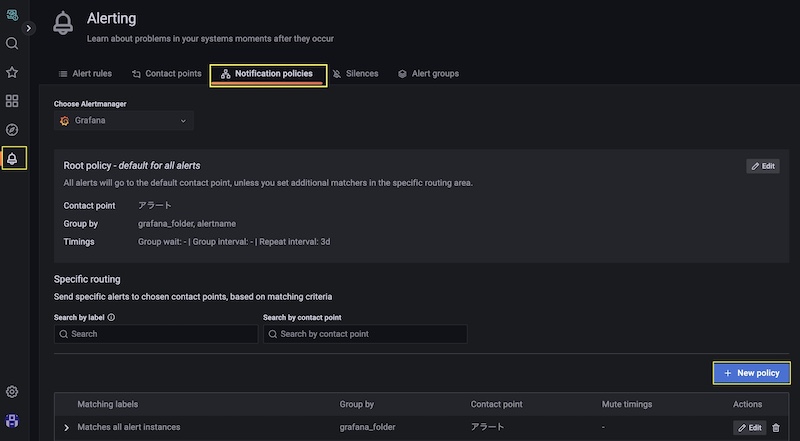 Alerting
Learn about problems in your systems moments after they occur
Alert rules Contact points Notification policies Silences Alert groups
Choose Alertmanager
Grafana
Root policy - default for all alerts
Edit
All alerts will go to the default contact point, unless you set additional matchers in the specific routing area.
Contact point アラート
Group by grafana_folder, alertname
Timings Group wait: - | Group interval: - | Repeat interval: 3d
Specific routing
Send specific alerts to chosen contact points, based on matching criteria
Search by label Search by contact point
Search Search by contact point
+ New policy
Matching labels Group by Contact point Mute timings Actions
Matches all alert instances grafana_folder アラート - Edit